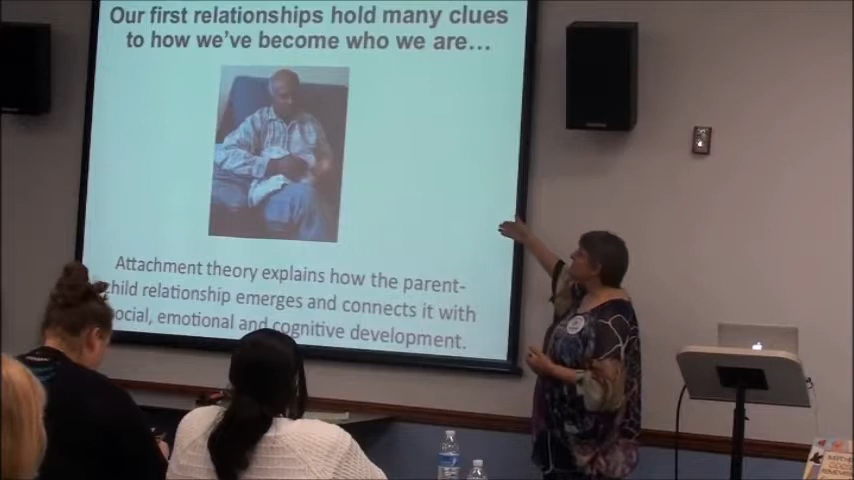 Our first relationships hold many clues
to how we've become who we are...
Attachment theory explains how the parent-
child relationship emerges and connects it with
social, emotional and cognitive development.